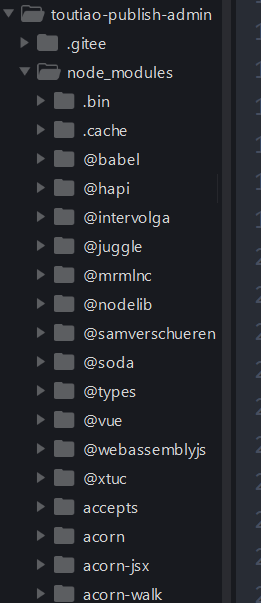 toutiao-publish-admin
.gitee
node_modules
.bin
.cache
@babel
@hapi
@intervolga
@juggle
@mrmlnc
@nodelib
@samverschueren
@soda
@types
@vue
@webassemblyjs
@xtuc
accepts
acorn
acorn-jsx
acorn-walk